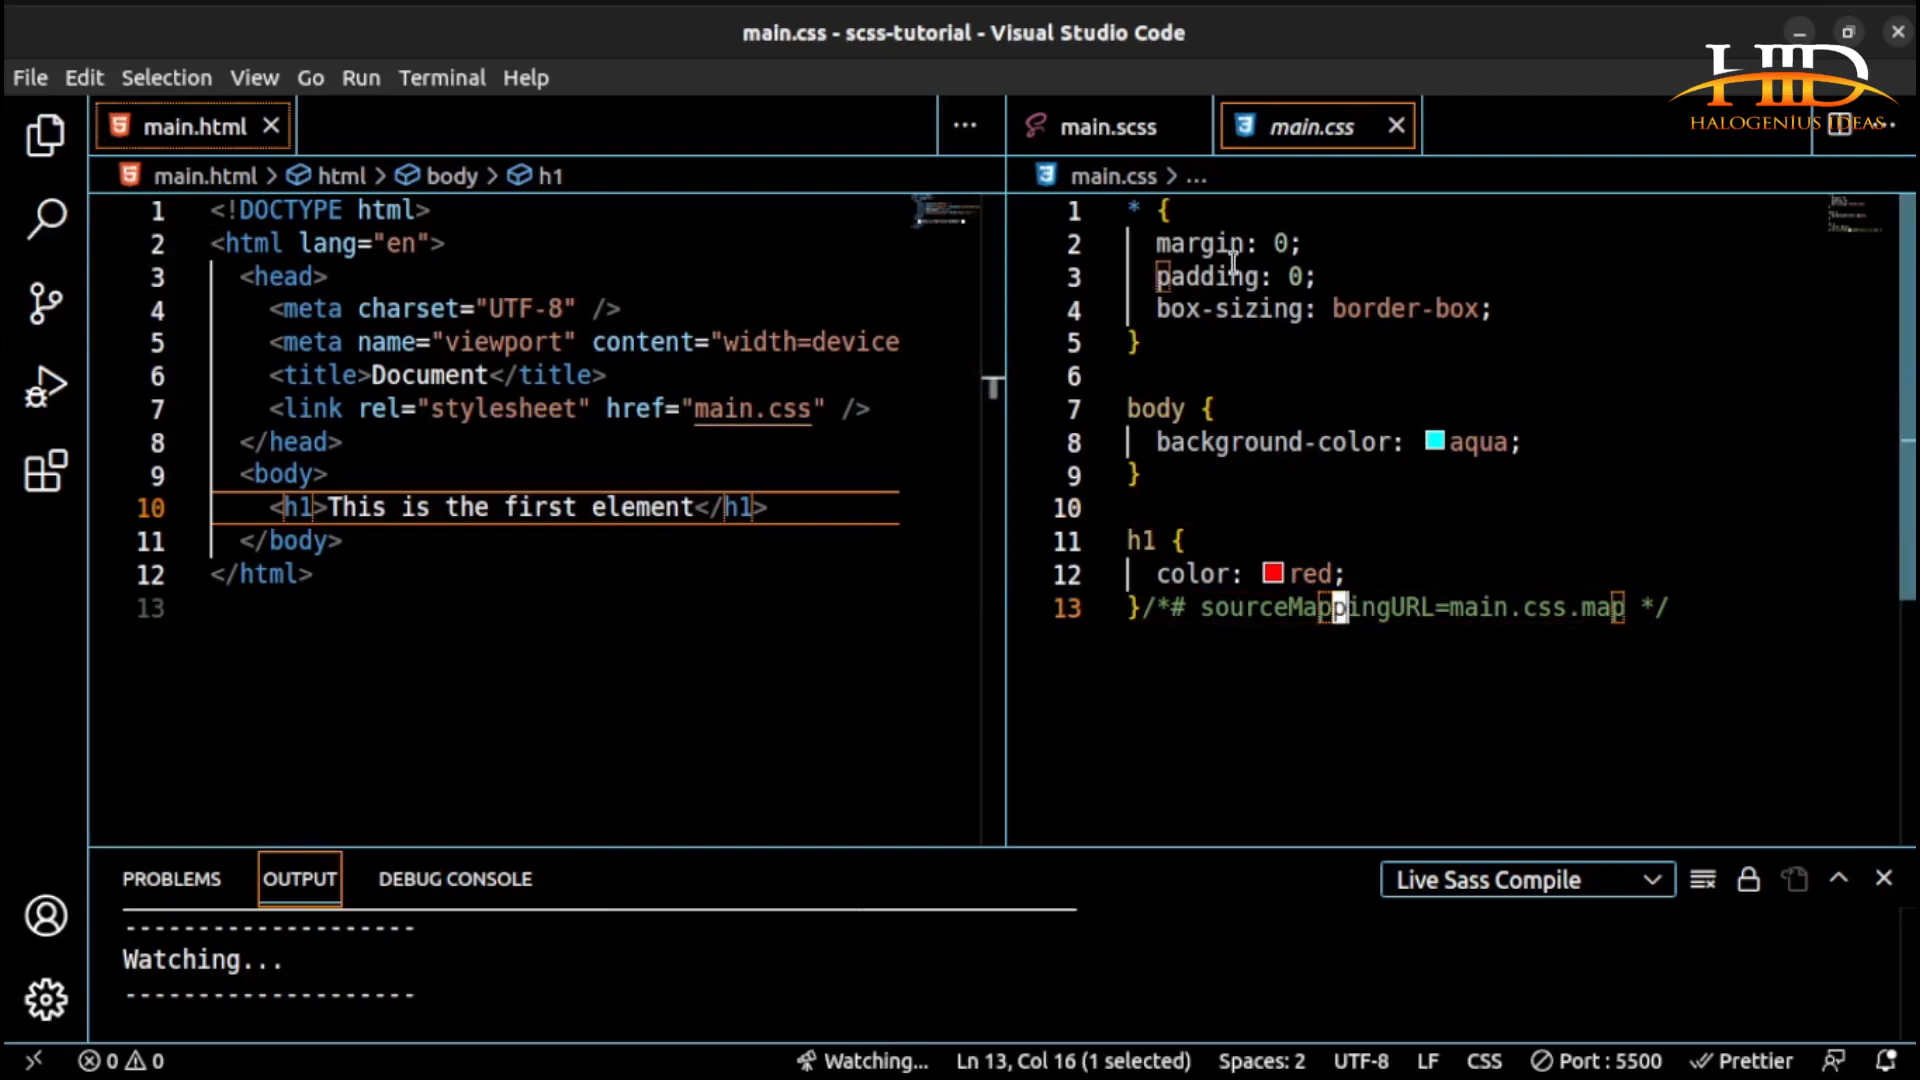 main.css - scss-tutorial - Visual Studio Code
File Edit Selection View Go Run Terminal Help
HID
HALOGENİUS IDEAS
main.html
main.scss
main.css
main.html > html > body > h1
main.css > ...
1 <!DOCTYPE html>
2 <html lang="en">
3 <head>
4 <meta charset="UTF-8" />
5 <meta name="viewport" content="width=device
6 <title>Document</title>
7 <link rel="stylesheet" href="main.css" />
8 </head>
9 <body>
10 <h1>This is the first element</h1>
11 </body>
12 </html>
13
1 * {
2 margin: 0;
3 padding: 0;
4 box-sizing: border-box;
5 }
6
7 body {
8 background-color: aqua;
9 }
10
11 h1 {
12 color: red;
13 }/*# sourceMappingURL=main.css.map */
PROBLEMS OUTPUT DEBUG CONSOLE
Live Sass Compile
--------------------
Watching...
--------------------
0 0
Watching... Ln 13, Col 16 (1 selected) Spaces: 2 UTF-8 LF CSS Port : 5500 Prettier